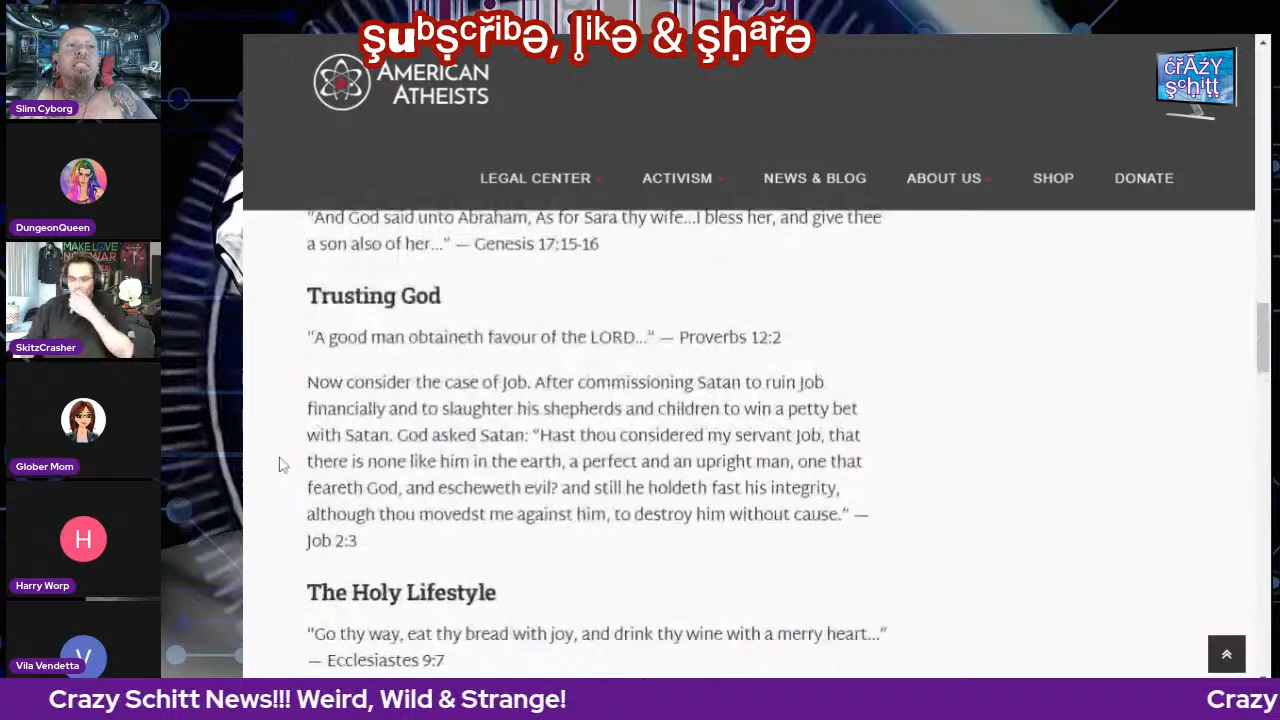 şuᵇşᶜřⁱᵇə, ļⁱᵏə & şḥᵃřə
AMERICAN
ATHEISTS
ćřÃźY
şᶜḥⁱţţ
LEGAL CENTER
ACTIVISM
NEWS & BLOG
ABOUT US
SHOP
DONATE
"And God said unto Abraham, As for Sara thy wife...I bless her, and give thee
a son also of her..." — Genesis 17:15-16
Trusting God
"A good man obtaineth favour of the LORD..." — Proverbs 12:2
Now consider the case of Job. After commissioning Satan to ruin Job
financially and to slaughter his shepherds and children to win a petty bet
with Satan. God asked Satan: "Hast thou considered my servant Job, that
there is none like him in the earth, a perfect and an upright man, one that
feareth God, and escheweth evil? and still he holdeth fast his integrity,
although thou movedst me against him, to destroy him without cause." —
Job 2:3
The Holy Lifestyle
"Go thy way, eat thy bread with joy, and drink thy wine with a merry heart..."
— Ecclesiastes 9:7
Slim Cyborg
DungeonQueen
MAKE LOVE
NOT WAR
SkitzCrasher
Glober Mom
H
Harry Worp
V
Vila Vendetta
Crazy Schitt News!!! Weird, Wild & Strange!
Crazy